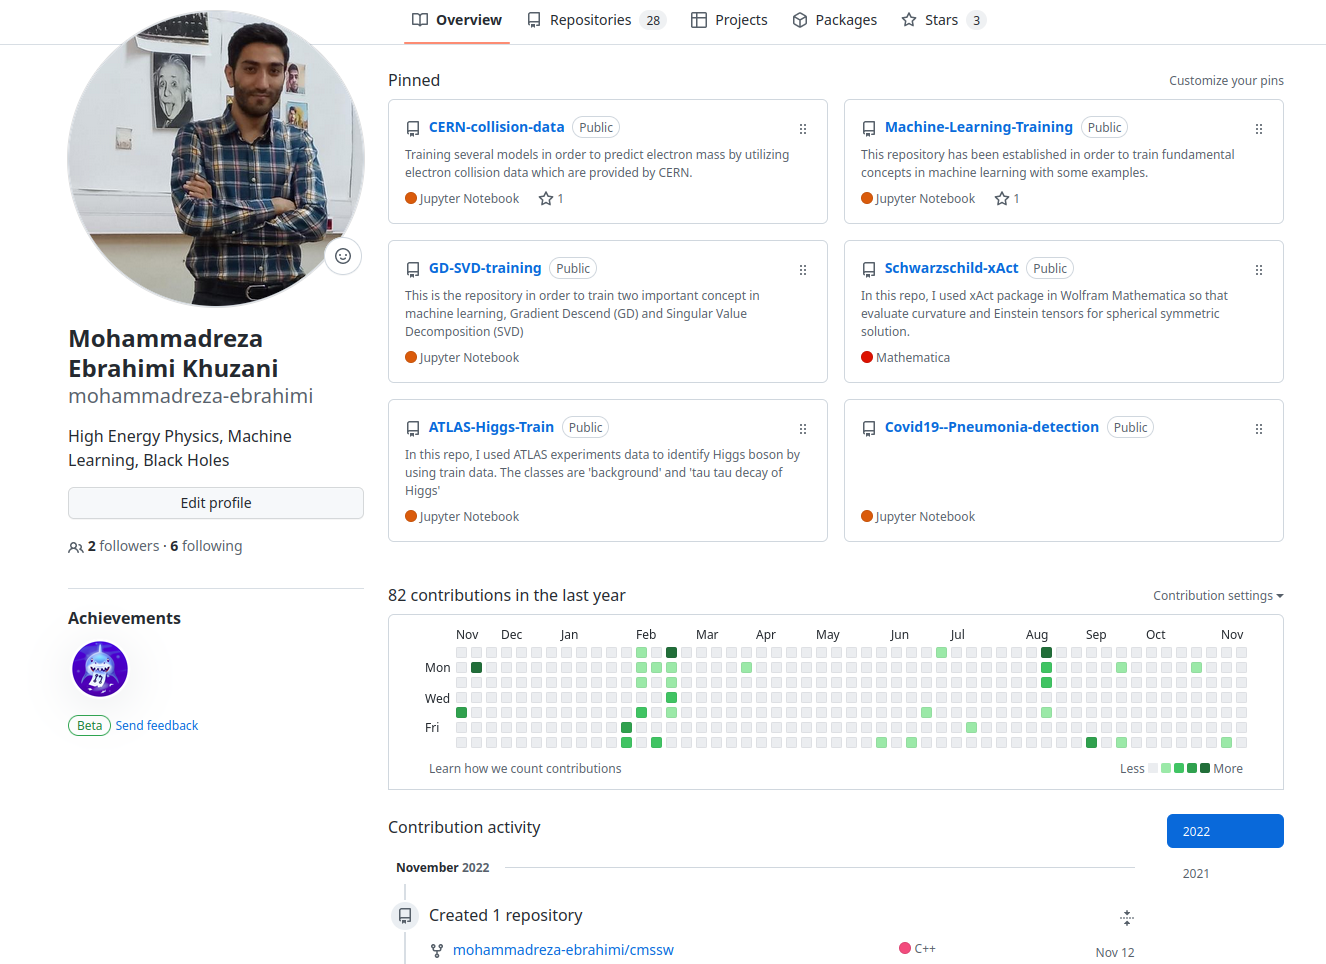 Overview
Repositories 28
Projects
Packages
Stars 3
Mohammadreza
Ebrahimi Khuzani
mohammadreza-ebrahimi
High Energy Physics, Machine
Learning, Black Holes
Edit profile
2 followers · 6 following
Achievements
Beta Send feedback
Pinned
Customize your pins
CERN-collision-data Public
Training several models in order to predict electron mass by utilizing
electron collision data which are provided by CERN.
Jupyter Notebook 1
Machine-Learning-Training Public
This repository has been established in order to train fundamental
concepts in machine learning with some examples.
Jupyter Notebook 1
GD-SVD-training Public
This is the repository in order to train two important concept in
machine learning, Gradient Descend (GD) and Singular Value
Decomposition (SVD)
Jupyter Notebook
Schwarzschild-xAct Public
In this repo, I used xAct package in Wolfram Mathematica so that
evaluate curvature and Einstein tensors for spherical symmetric
solution.
Mathematica
ATLAS-Higgs-Train Public
In this repo, I used ATLAS experiments data to identify Higgs boson by
using train data. The classes are 'background' and 'tau tau decay of
Higgs'
Jupyter Notebook
Covid19--Pneumonia-detection Public
Jupyter Notebook
82 contributions in the last year
Contribution settings
Nov Dec Jan Feb Mar Apr May Jun Jul Aug Sep Oct Nov
Mon
Wed
Fri
Learn how we count contributions
Less More
Contribution activity
2022
2021
November 2022
Created 1 repository
mohammadreza-ebrahimi/cmssw C++ Nov 12